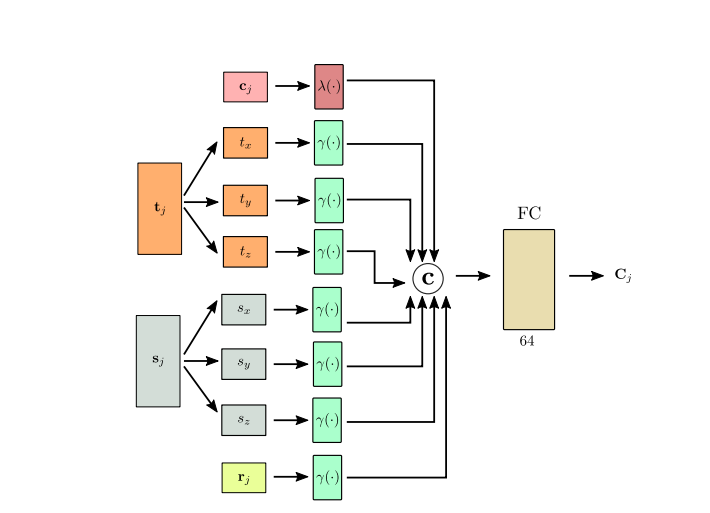 c_j λ(·)
t_x γ(·)
t_j t_y γ(·)
t_z γ(·)
FC
c C_j
s_x γ(·)
64
s_j s_y γ(·)
s_z γ(·)
r_j γ(·)